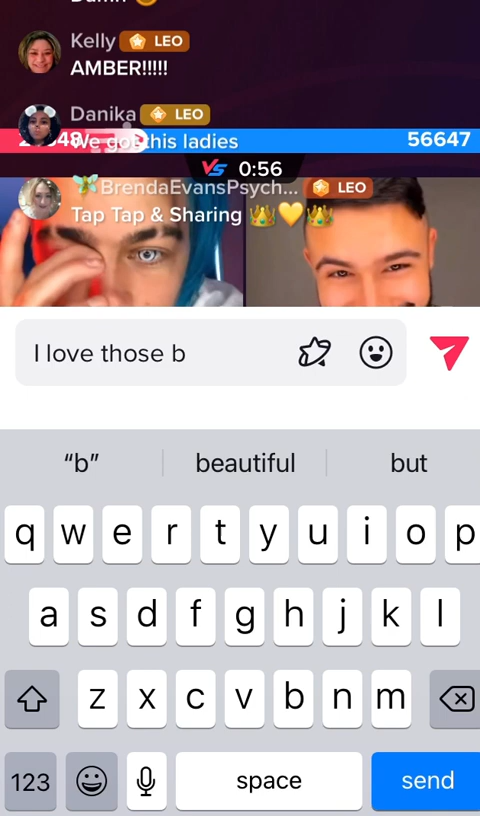 Kelly LEO
AMBER!!!!!
Danika LEO
We got this ladies
48 56647
VS 0:56
BrendaEvansPsych... LEO
Tap Tap & Sharing
I love those b
“b” beautiful but
q w e r t y u i o p
a s d f g h j k l
z x c v b n m
123 space send